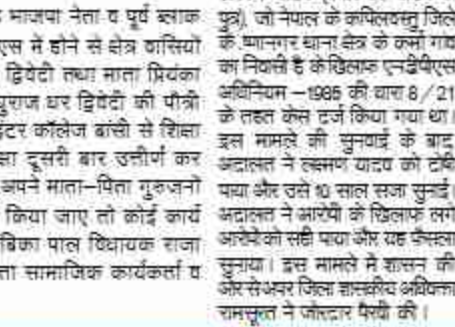 भाजपा नेता व पूर्व ब्लाक
एस में होने से क्षेत्र वासियों
द्विवेदी तथा माता प्रियंका
पुराज धर द्विवेदी की पौत्री
इंटर कॉलेज बांसी से शिक्षा
क्षा दूसरी बार उत्तीर्ण कर
अपने माता–पिता गुरुजनो
किया जाए तो कोई कार्य
बिका पाल विधायक राजा
ता सामाजिक कार्यकर्ता व
पुत्र), जो नेपाल के कपिलवस्तु जिले
के थाना क्षेत्र के कर्मा गांव
का निवासी है के खिलाफ एनडीपीएस
अधिनियम –1985 की धारा 8/21
के तहत केस दर्ज किया गया था।
इस मामले की सुनवाई के बाद
अदालत ने लक्ष्मण यादव को दोषी
पाया और उसे 10 साल सजा सुनाई।
अदालत ने आरोपी के खिलाफ लगे
आरोपो को सही पाया और यह फैसला
सुनाया। इस मामले मे शासन की
ओर से अपर जिला शासकीय अधिवक्ता
रामसूरत ने जोरदार पैरवी की।